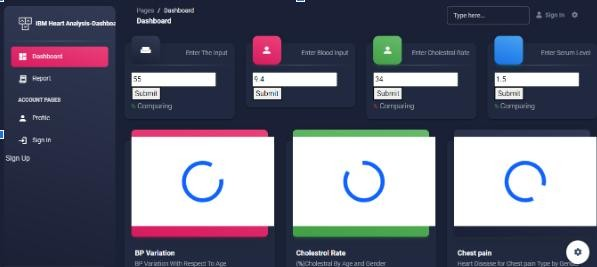 IBM Heart Analysis-Dashboa
Pages / Dashboard
Dashboard
Type here...
Sign In
Dashboard
Report
ACCOUNT PAGES
Profile
Sign In
Sign Up
Enter The Input
55
Submit
% Comparing
Enter Blood Input
9.4
Submit
Enter Cholestral Rate
34
Submit
% Comparing
Enter Serum Level
1.5
Submit
% Comparing
BP Variation
BP Variation With Respect To Age
Cholestrol Rate
(%)Cholestral By Age and Gender
Chest pain
Heart Disease for Chest pain Type by Gend